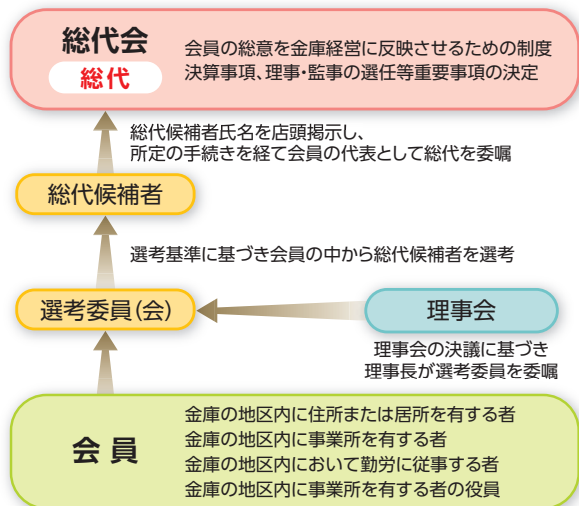 総代会
総代
会員の総意を金庫経営に反映させるための制度
決算事項、理事・監事の選任等重要事項の決定
総代候補者氏名を店頭掲示し、
所定の手続きを経て会員の代表として総代を委嘱
総代候補者
選考基準に基づき会員の中から総代候補者を選考
選考委員(会)
理事会
理事会の決議に基づき
理事長が選考委員を委嘱
会員
金庫の地区内に住所または居所を有する者
金庫の地区内に事業所を有する者
金庫の地区内において勤労に従事する者
金庫の地区内に事業所を有する者の役員